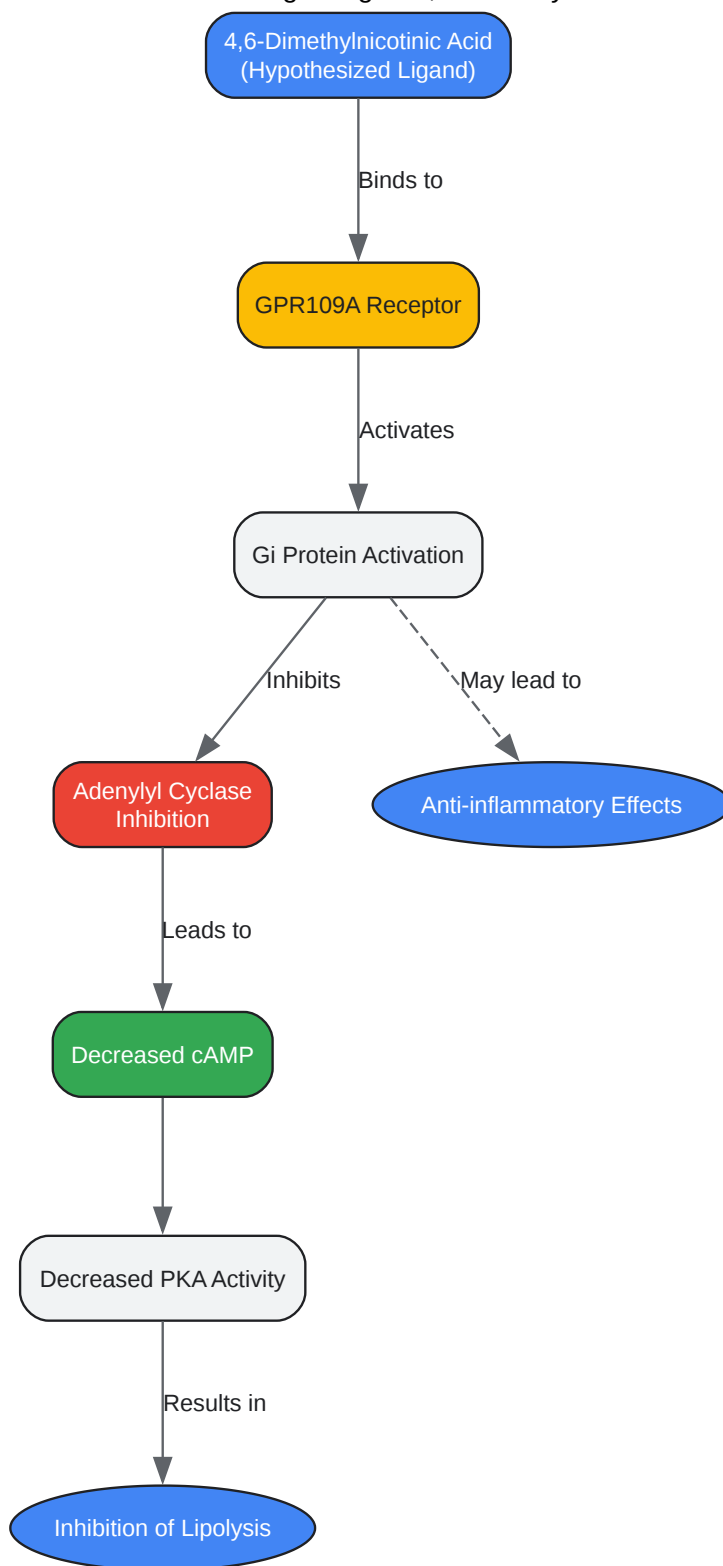 4,6-Dimethylnicotinic Acid
(Hypothesized Ligand)
Binds to
GPR109A Receptor
Activates
Gi Protein Activation
Inhibits
May lead to
Adenylyl Cyclase
Inhibition
Anti-inflammatory Effects
Leads to
Decreased cAMP
Decreased PKA Activity
Results in
Inhibition of Lipolysis